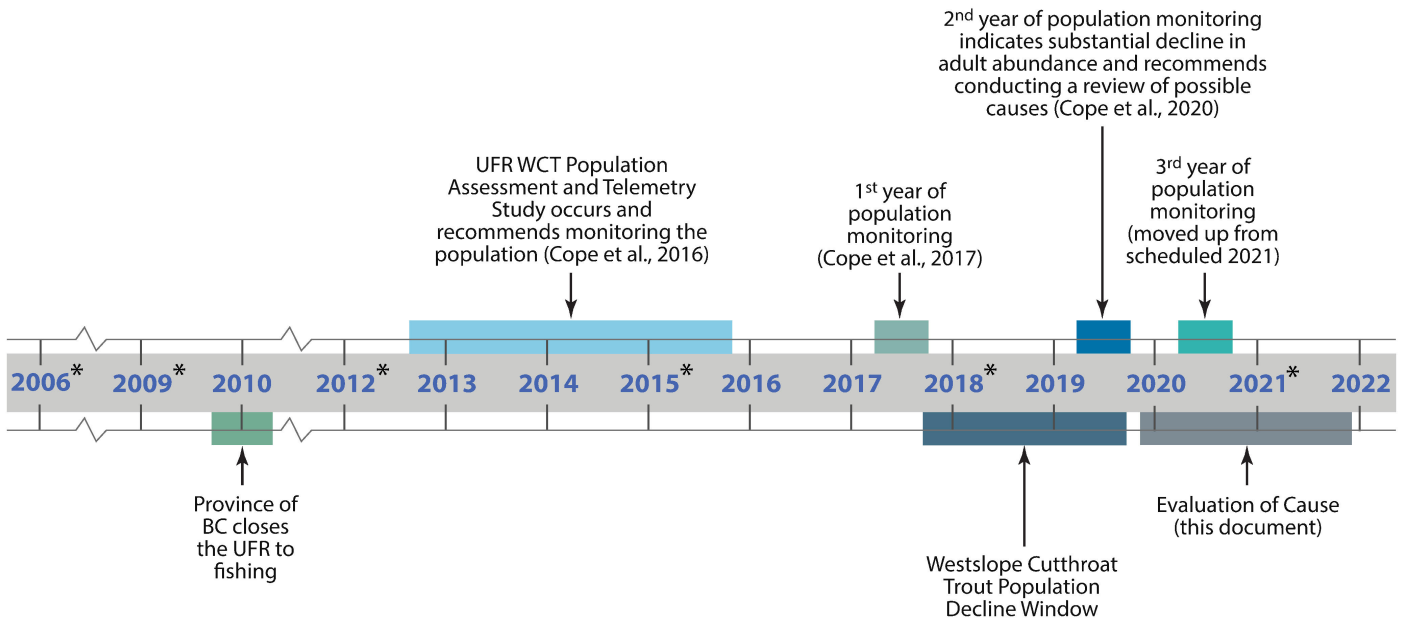 2nd year of population monitoring
indicates substantial decline in
adult abundance and recommends
conducting a review of possible
causes (Cope et al., 2020)
UFR WCT Population
Assessment and Telemetry
Study occurs and
recommends monitoring the
population (Cope et al., 2016)
1st year of
population
monitoring
(Cope et al., 2017)
3rd year of
population
monitoring
(moved up from
scheduled 2021)
2006* 2009* 2010 2012* 2013 2014 2015* 2016 2017 2018* 2019 2020 2021* 2022
Province of
BC closes
the UFR to
fishing
Westslope Cutthroat
Trout Population
Decline Window
Evaluation of Cause
(this document)